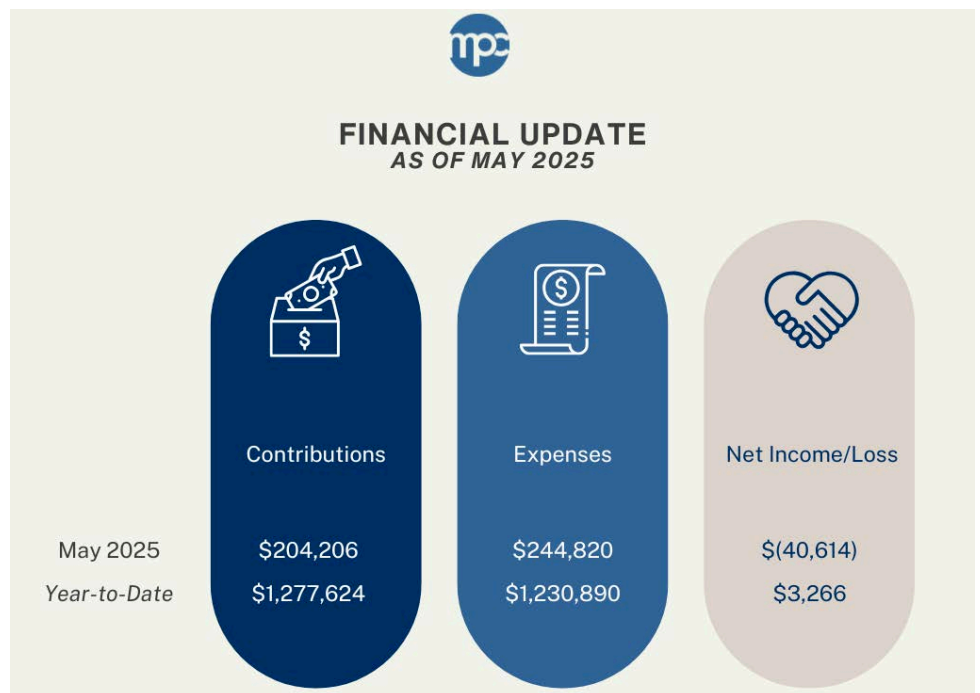 mpc
FINANCIAL UPDATE
AS OF MAY 2025
$
$
Contributions Expenses Net Income/Loss
May 2025 $204,206 $244,820 $(40,614)
Year-to-Date $1,277,624 $1,230,890 $3,266